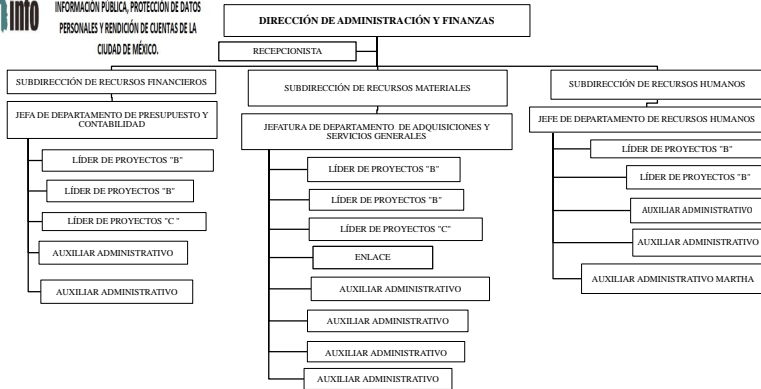 info
INFORMACIÓN PÚBLICA, PROTECCIÓN DE DATOS
PERSONALES Y RENDICIÓN DE CUENTAS DE LA
CIUDAD DE MÉXICO.
DIRECCIÓN DE ADMINISTRACIÓN Y FINANZAS
RECEPCIONISTA
SUBDIRECCIÓN DE RECURSOS FINANCIEROS
JEFA DE DEPARTAMENTO DE PRESUPUESTO Y
CONTABILIDAD
LÍDER DE PROYECTOS "B"
LÍDER DE PROYECTOS "B"
LÍDER DE PROYECTOS "C "
AUXILIAR ADMINISTRATIVO
AUXILIAR ADMINISTRATIVO
SUBDIRECCIÓN DE RECURSOS MATERIALES
JEFATURA DE DEPARTAMENTO DE ADQUISICIONES Y
SERVICIOS GENERALES
LÍDER DE PROYECTOS "B"
LÍDER DE PROYECTOS "B"
LÍDER DE PROYECTOS "C"
ENLACE
AUXILIAR ADMINISTRATIVO
AUXILIAR ADMINISTRATIVO
AUXILIAR ADMINISTRATIVO
AUXILIAR ADMINISTRATIVO
SUBDIRECCIÓN DE RECURSOS HUMANOS
JEFE DE DEPARTAMENTO DE RECURSOS HUMANOS
LÍDER DE PROYECTOS "B"
LÍDER DE PROYECTOS "B"
AUXILIAR ADMINISTRATIVO
AUXILIAR ADMINISTRATIVO
AUXILIAR ADMINISTRATIVO MARTHA